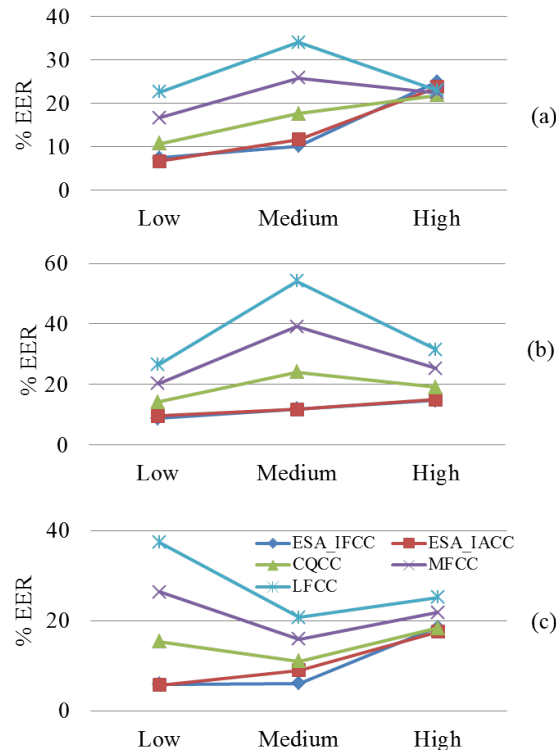 40
30
20
10
0
% EER
Low Medium High
(a)
60
40
20
0
% EER
Low Medium High
(b)
40
20
0
% EER
ESA_IFCC ESA_IACC
CQCC MFCC
LFCC
Low Medium High
(c)